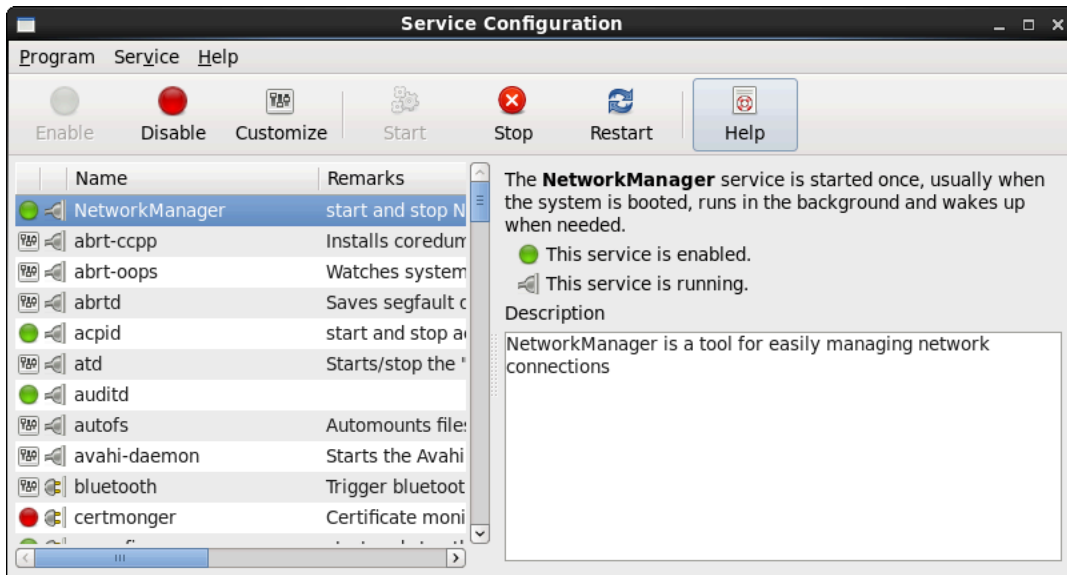 Service Configuration
Program Service Help
Enable Disable Customize Start Stop Restart Help
Name Remarks
NetworkManager start and stop N
abrt-ccpp Installs coredum
abrt-oops Watches system
abrtd Saves segfault
acpid start and stop
atd Starts/stop the "
auditd
autofs Automounts file
avahi-daemon Starts the Avahi
bluetooth Trigger bluetoot
certmonger Certificate moni
The NetworkManager service is started once, usually when
the system is booted, runs in the background and wakes up
when needed.
This service is enabled.
This service is running.
Description
NetworkManager is a tool for easily managing network
connections